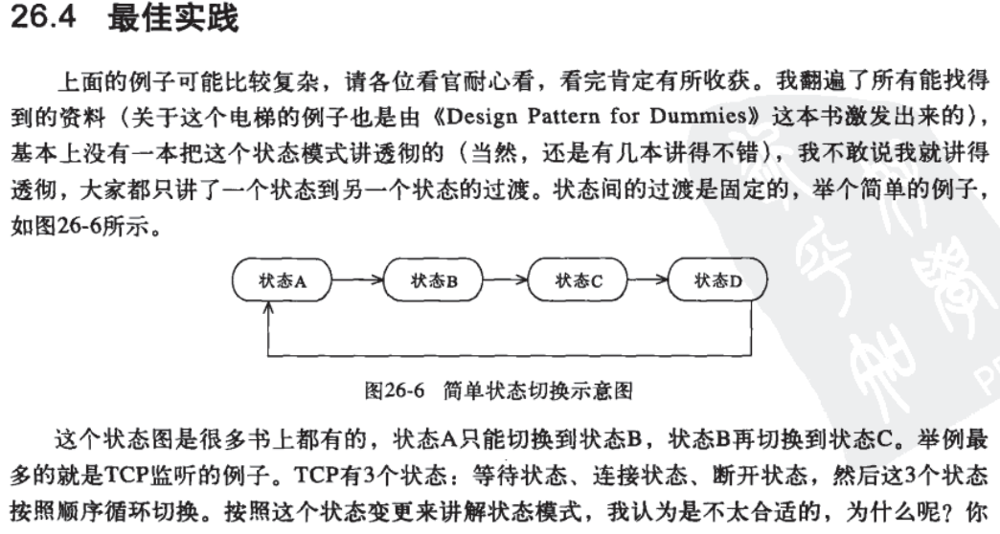 26.4 最佳实践
上面的例子可能比较复杂，请各位看官耐心看，看完肯定有所收获。我翻遍了所有能找得
到的资料（关于这个电梯的例子也是由《Design Pattern for Dummies》这本书激发出来的），
基本上没有一本把这个状态模式讲透彻的（当然，还是有几本讲得不错），我不敢说我就讲得
透彻，大家都只讲了一个状态到另一个状态的过渡。状态间的过渡是固定的，举个简单的例子，
如图26-6所示。
状态A 状态B 状态C 状态D
图26-6 简单状态切换示意图
这个状态图是很多书上都有的，状态A只能切换到状态B，状态B再切换到状态C。举例最
多的就是TCP监听的例子。TCP有3个状态：等待状态、连接状态、断开状态，然后这3个状态
按照顺序循环切换。按照这个状态变更来讲解状态模式，我认为是不太合适的，为什么呢？你